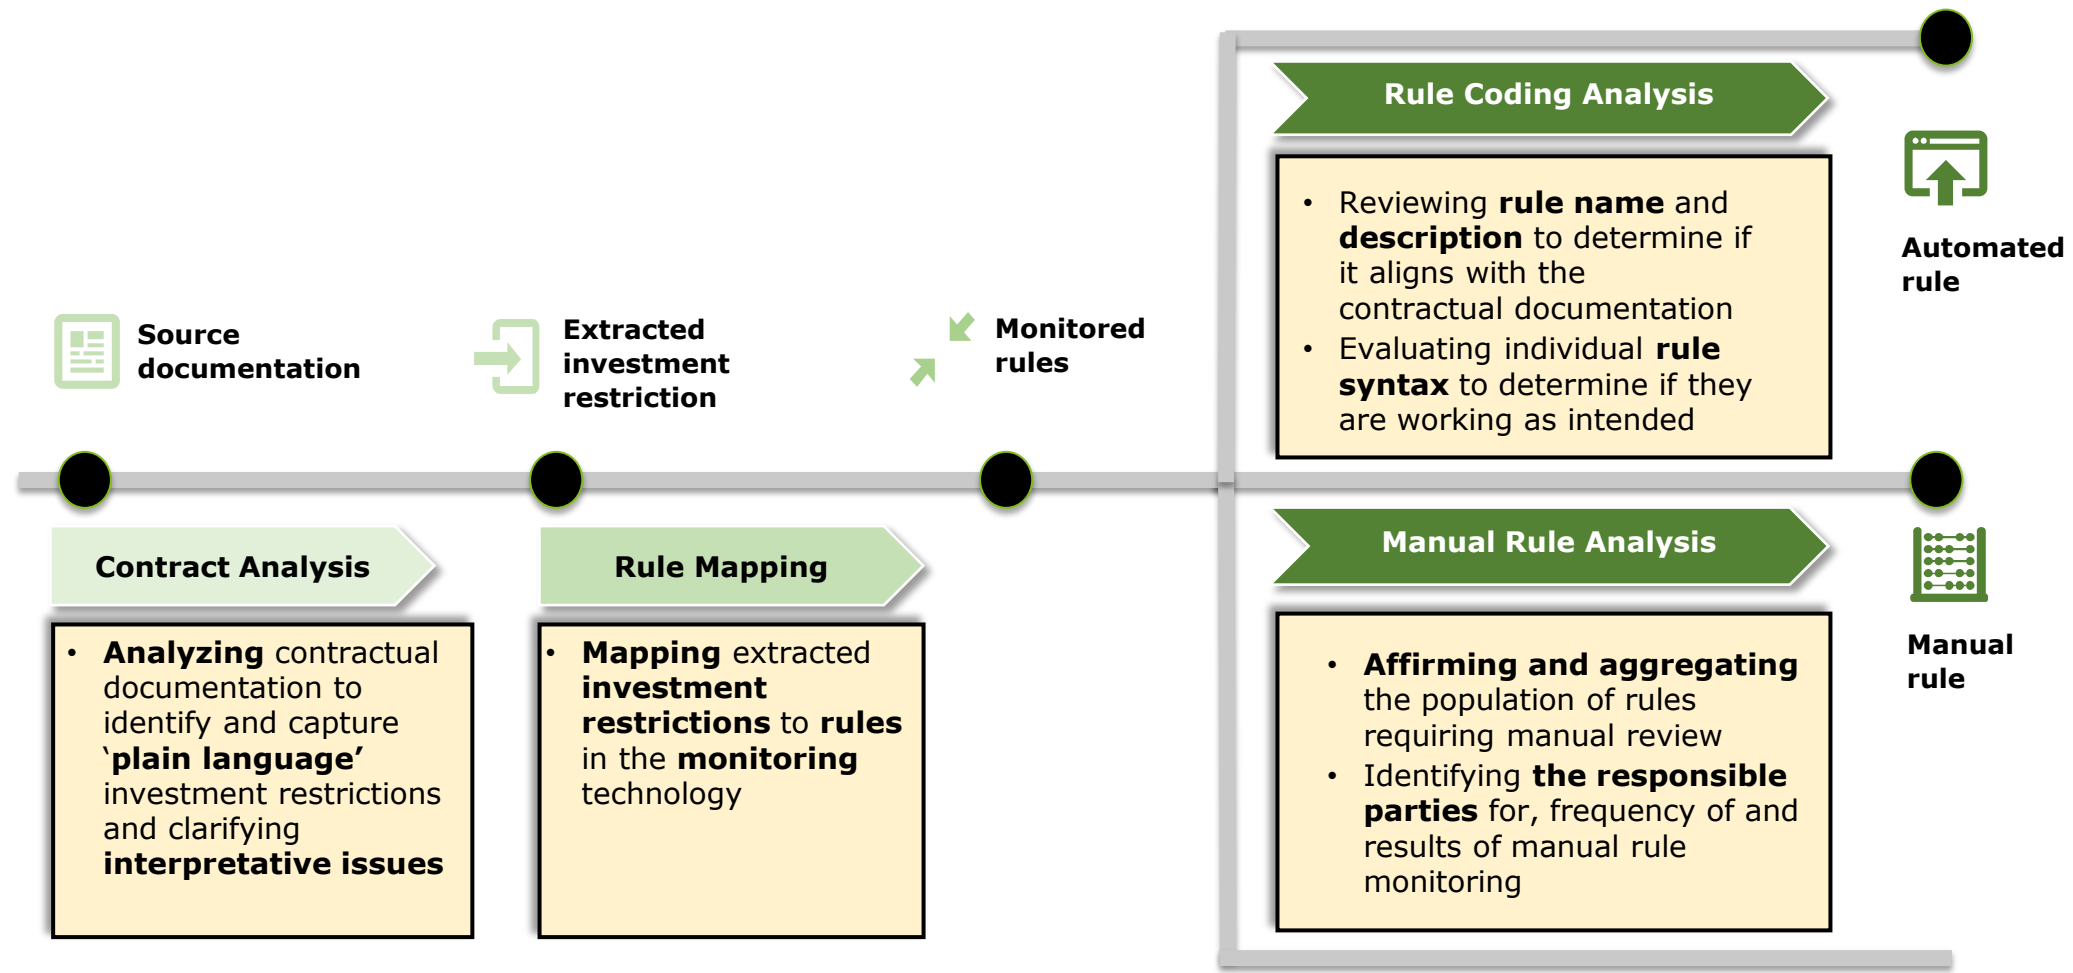 Source
documentation
Extracted
investment
restriction
Monitored
rules
Contract Analysis
• Analyzing contractual
documentation to
identify and capture
‘plain language’
investment restrictions
and clarifying
interpretative issues
Rule Mapping
• Mapping extracted
investment
restrictions to rules
in the monitoring
technology
Rule Coding Analysis
• Reviewing rule name and
description to determine if
it aligns with the
contractual documentation
• Evaluating individual rule
syntax to determine if they
are working as intended
Automated
rule
Manual Rule Analysis
• Affirming and aggregating
the population of rules
requiring manual review
• Identifying the responsible
parties for, frequency of and
results of manual rule
monitoring
Manual
rule